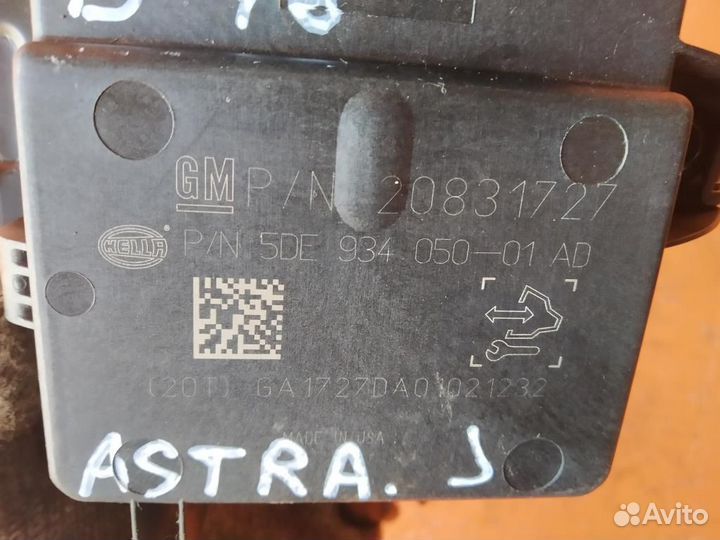 GM P/N 20831727
HELLA P/N 5DE 934 050-01 AD
(20T) GA1727DA01021232
MADE IN USA
ASTRA. J
Avito